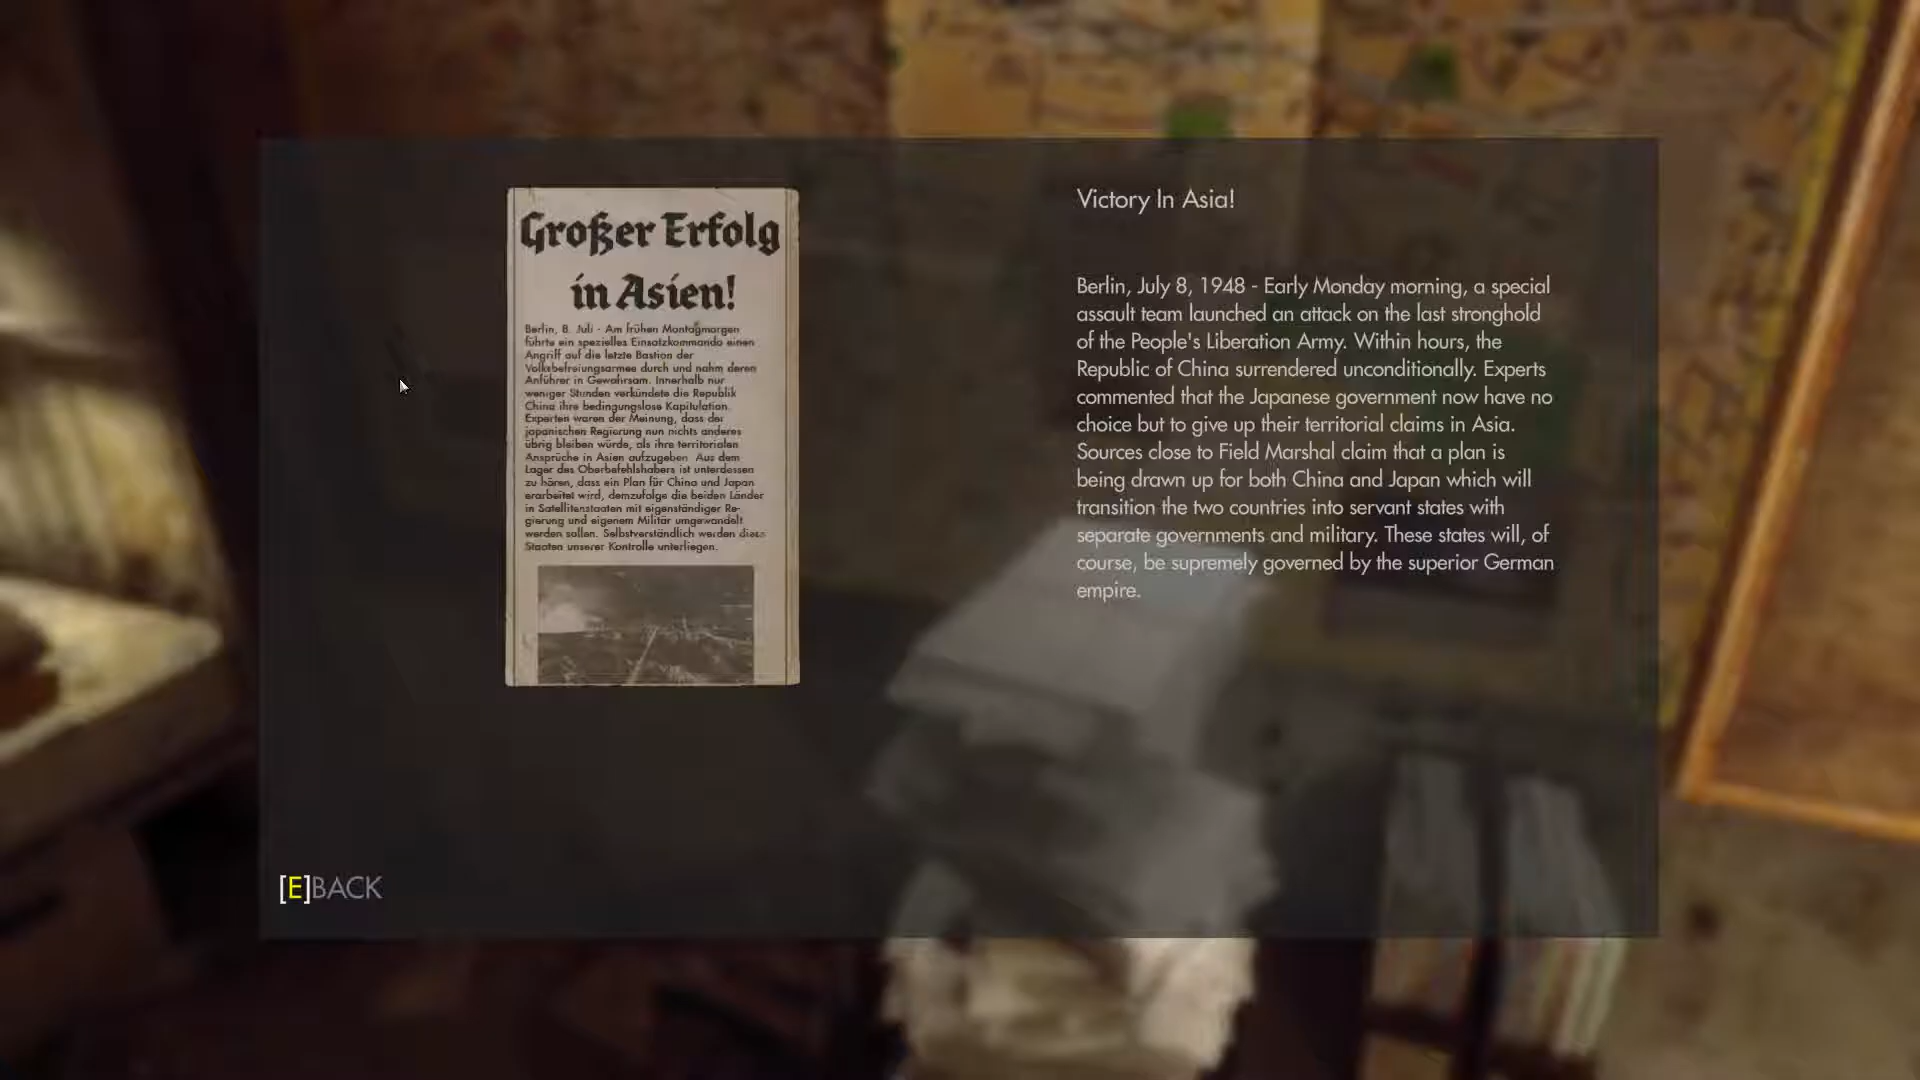 Großer Erfolg
in Asien!
Berlin, 8. Juli - Am frühen Montagmorgen
führte ein spezielles Einsatzkommando einen
Angriff auf die letzte Bastion der
Volksbefreiungsarmee durch und nahm deren
Anführer in Gewahrsam. Innerhalb nur
weniger Stunden verkündete die Republik
China ihre bedingungslose Kapitulation.
Experten waren der Meinung, dass der
japanischen Regierung nun nichts anderes
übrig bleiben würde, als ihre territorialen
Ansprüche in Asien aufzugeben. Aus dem
Lager des Oberbefehlshabers ist unterdessen
zu hören, dass ein Plan für China und Japan
erarbeitet wird, demzufolge die beiden Länder
in Satellitenstaaten mit eigenständiger Re-
gierung und eigenem Militär umgewandelt
werden sollen. Selbstverständlich werden diese
Staaten unserer Kontrolle unterliegen.
Victory In Asia!
Berlin, July 8, 1948 - Early Monday morning, a special
assault team launched an attack on the last stronghold
of the People's Liberation Army. Within hours, the
Republic of China surrendered unconditionally. Experts
commented that the Japanese government now have no
choice but to give up their territorial claims in Asia.
Sources close to Field Marshal claim that a plan is
being drawn up for both China and Japan which will
transition the two countries into servant states with
separate governments and military. These states will, of
course, be supremely governed by the superior German
empire.
[E]BACK